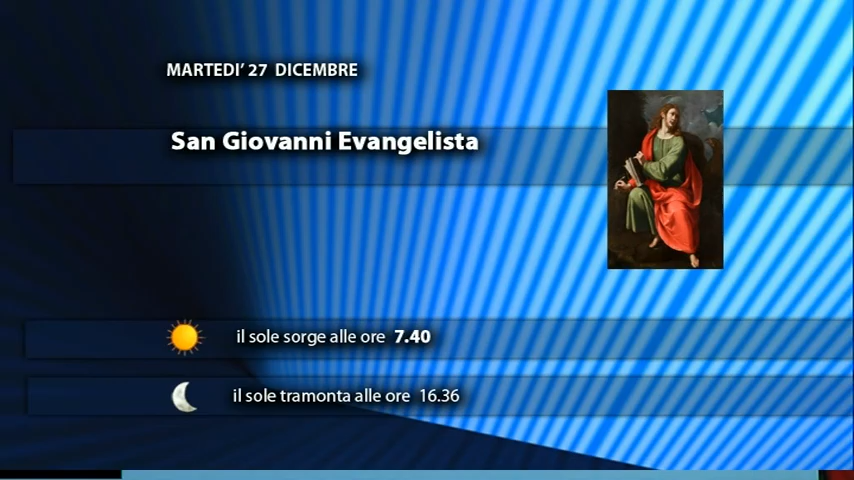 MARTEDI’ 27 DICEMBRE
San Giovanni Evangelista
il sole sorge alle ore 7.40
il sole tramonta alle ore 16.36